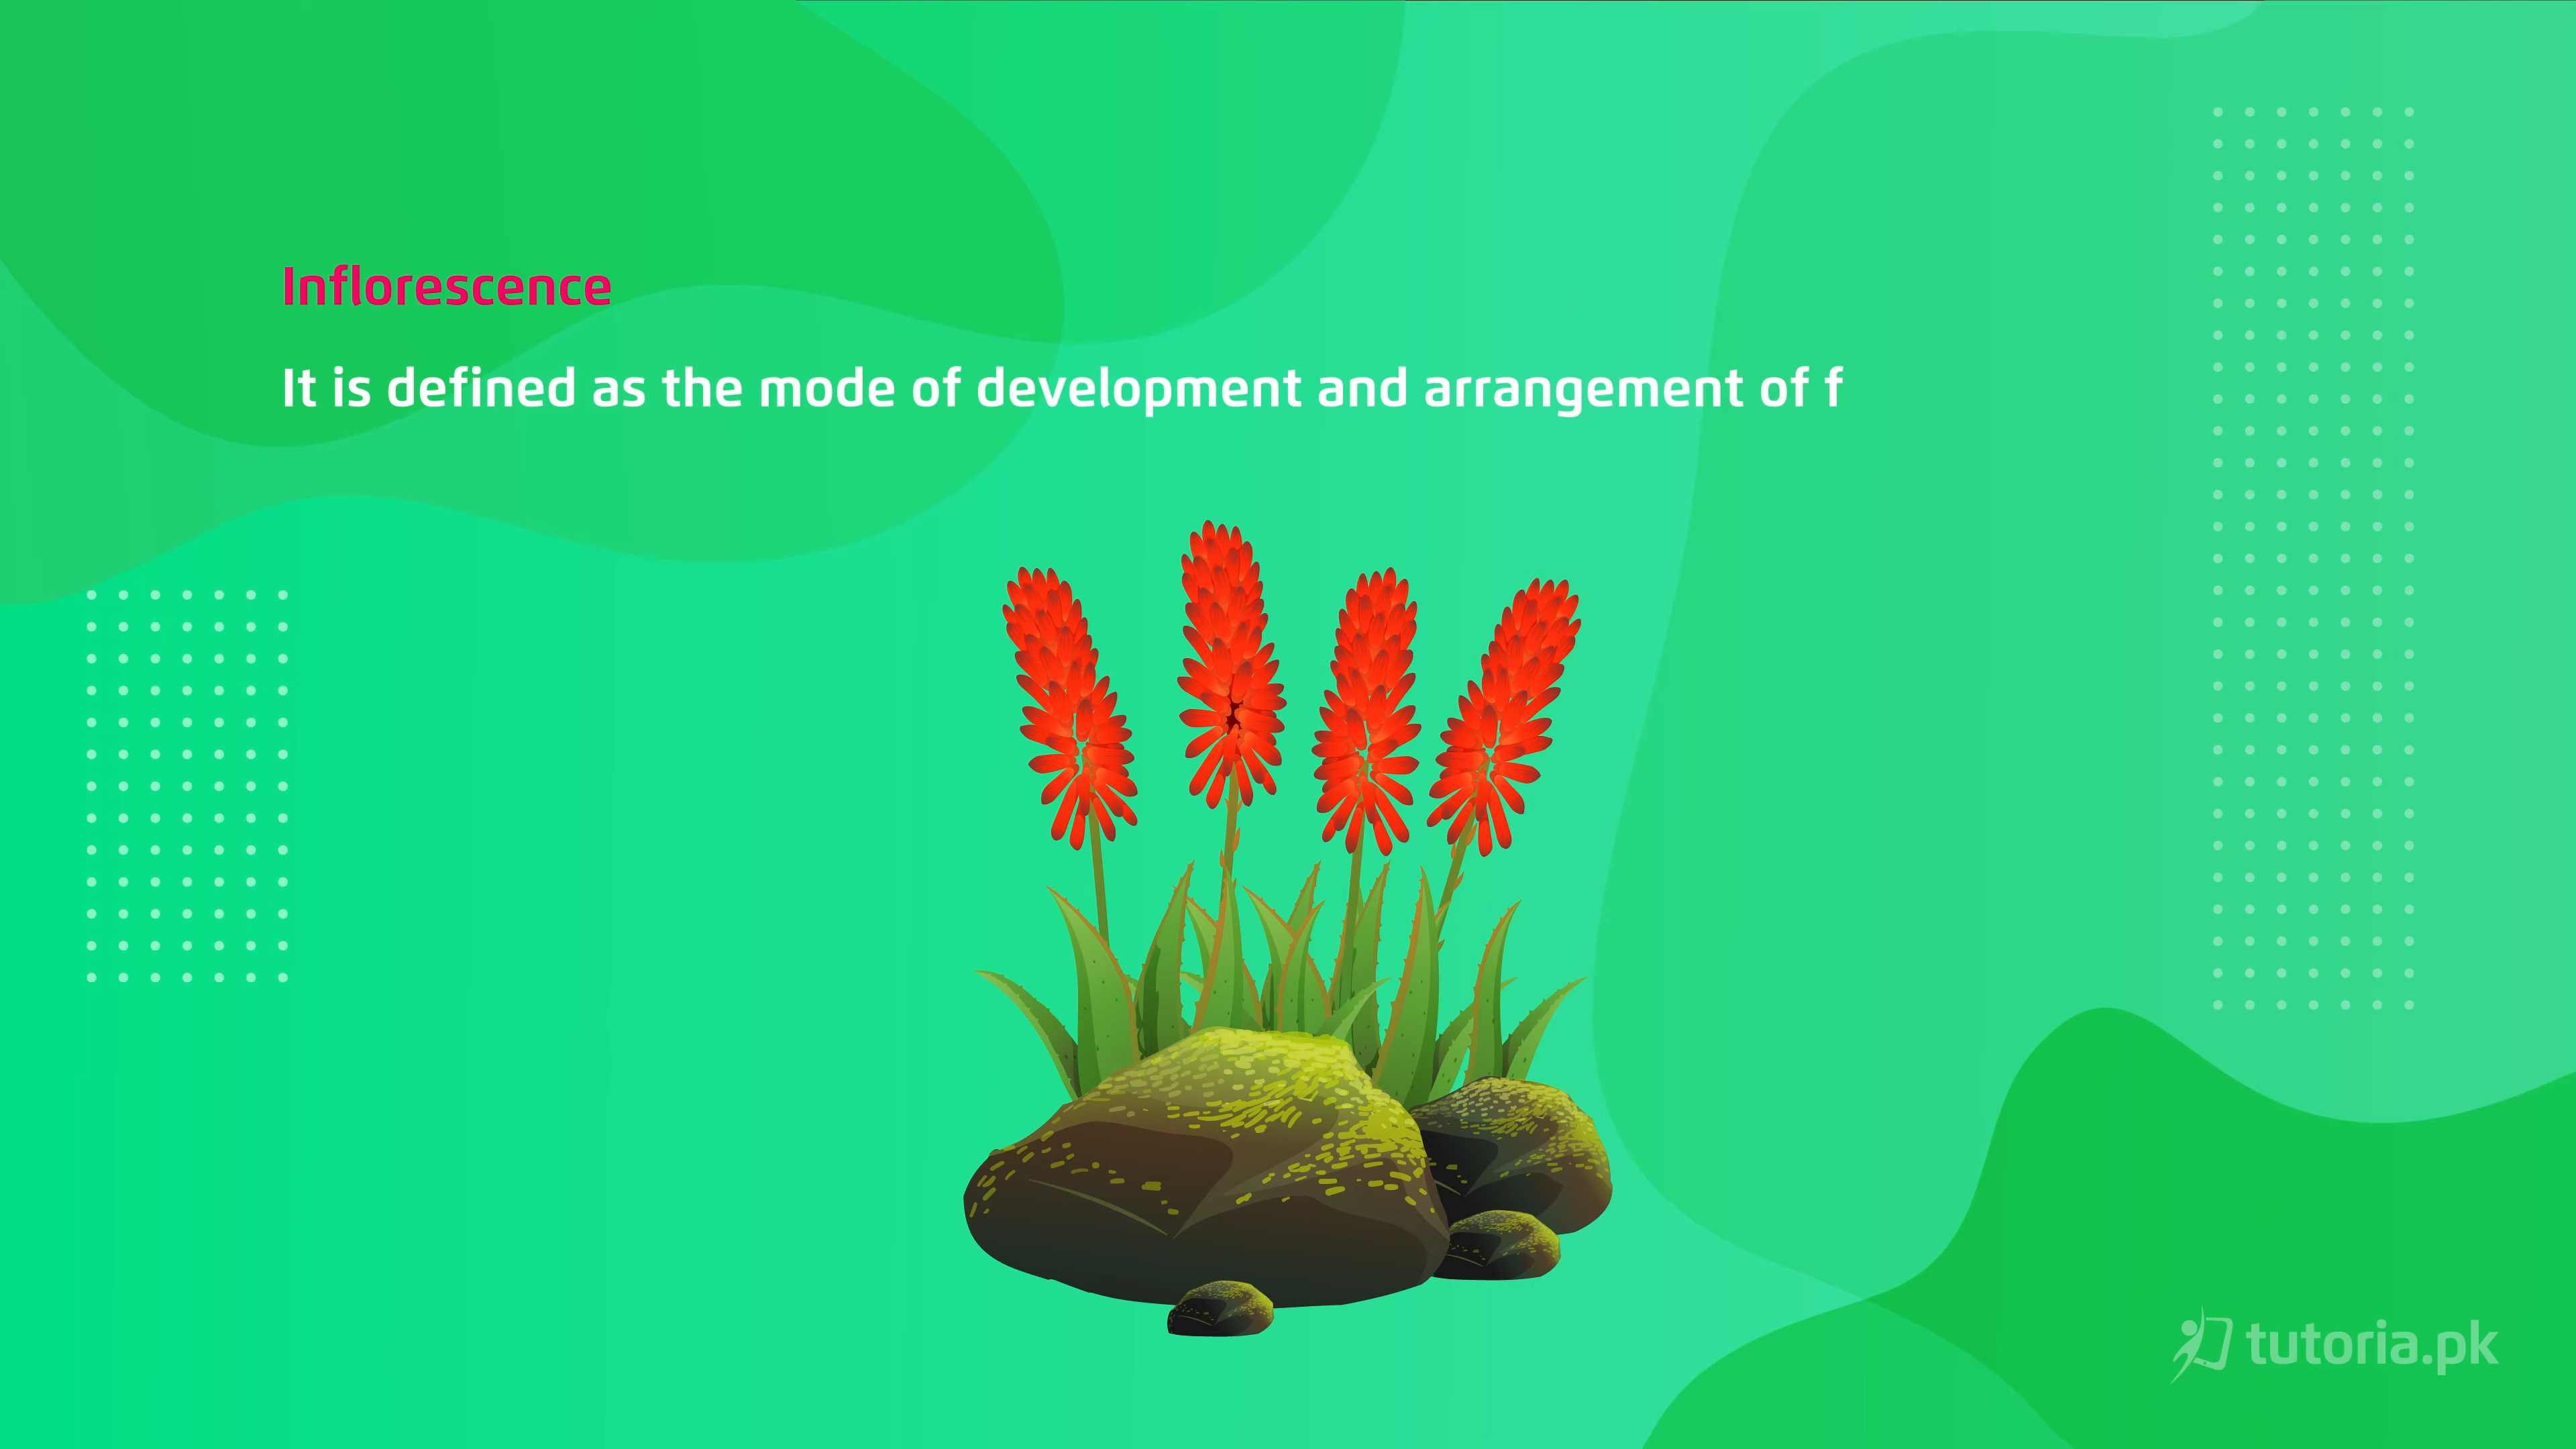 Inflorescence
It is defined as the mode of development and arrangement of f
tutoria.pk